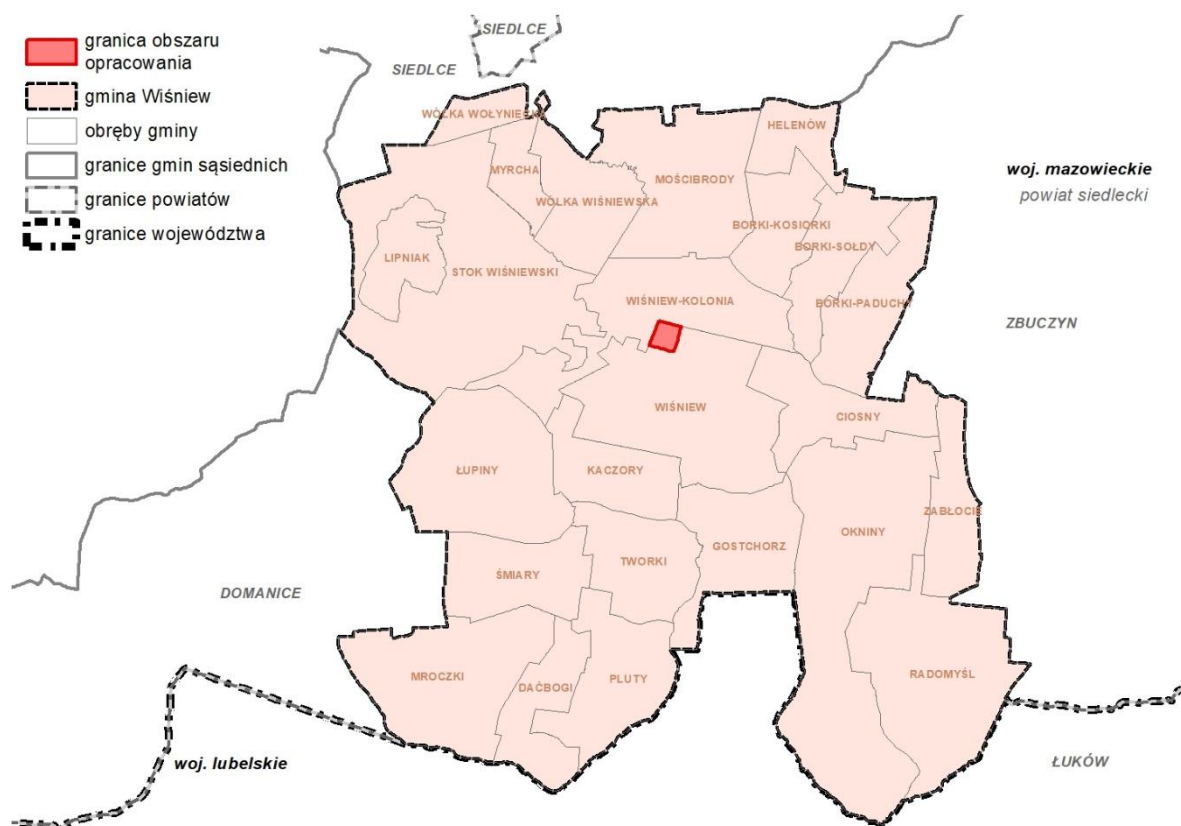 granica obszaru
opracowania
gmina Wiśniew
obręby gminy
granice gmin sąsiednich
granice powiatów
granice województwa
SIEDLCE
SIEDLCE
WÓLKA WOŁYNIECKA
HELENÓW
MYRCHA
MOŚCIBRODY
woj. mazowieckie
powiat siedlecki
WÓLKA WIŚNIEWSKA
BORKI-KOSIORKI
BORKI-SOŁDY
LIPNIAK
STOK WIŚNIEWSKI
WIŚNIEW-KOLONIA
BORKI-PADUCHY
ZBUCZYN
WIŚNIEW
CIOSNY
ŁUPINY
KACZORY
ZABŁOCIE
OKNINY
GOSTCHORZ
TWORKI
ŚMIARY
DOMANICE
MROCZKI
DAĆBOGI
PLUTY
RADOMYŚL
woj. lubelskie
ŁUKÓW